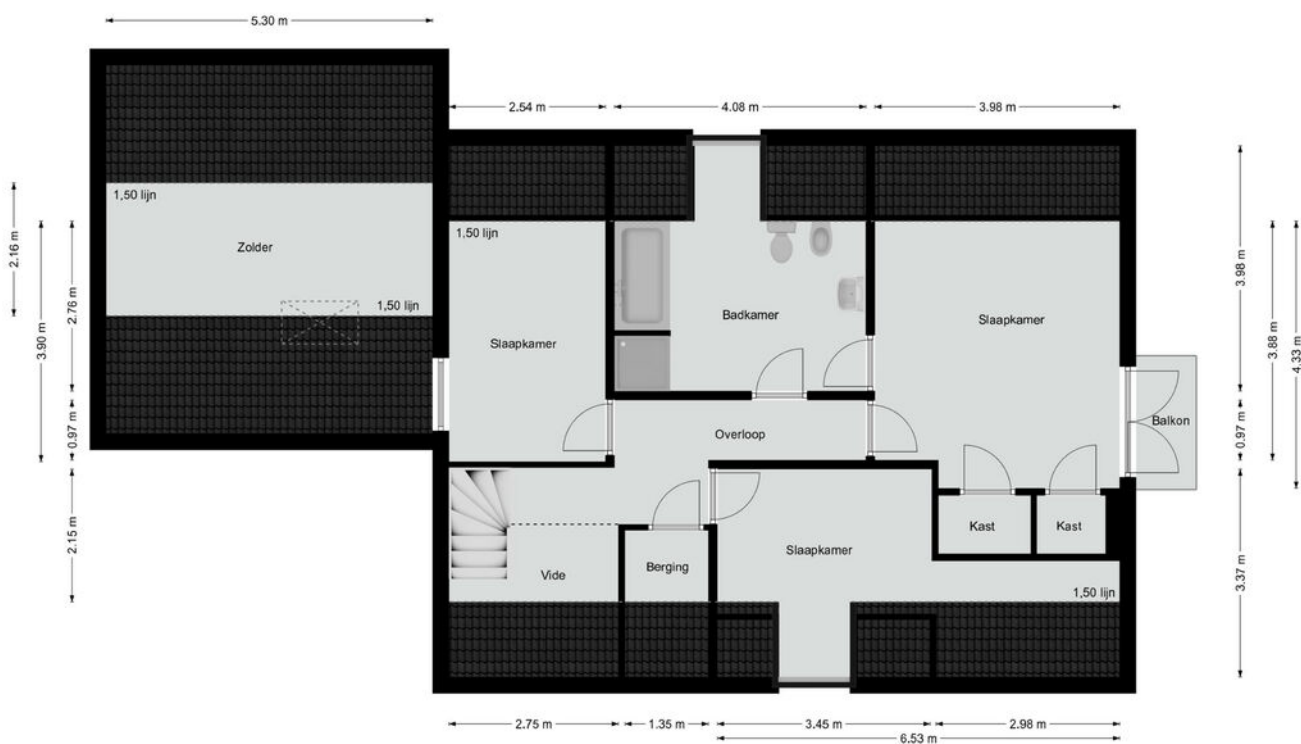 5.30 m
2.54 m
4.08 m
3.98 m
1,50 lijn
Zolder
1,50 lijn
1,50 lijn
Slaapkamer
Badkamer
Slaapkamer
Overloop
Balkon
Kast
Kast
Slaapkamer
Berging
Vide
1,50 lijn
2.16 m
3.90 m
2.76 m
0.97 m
2.15 m
3.98 m
0.97 m
3.37 m
3.88 m
4.33 m
2.75 m
1.35 m
3.45 m
2.98 m
6.53 m